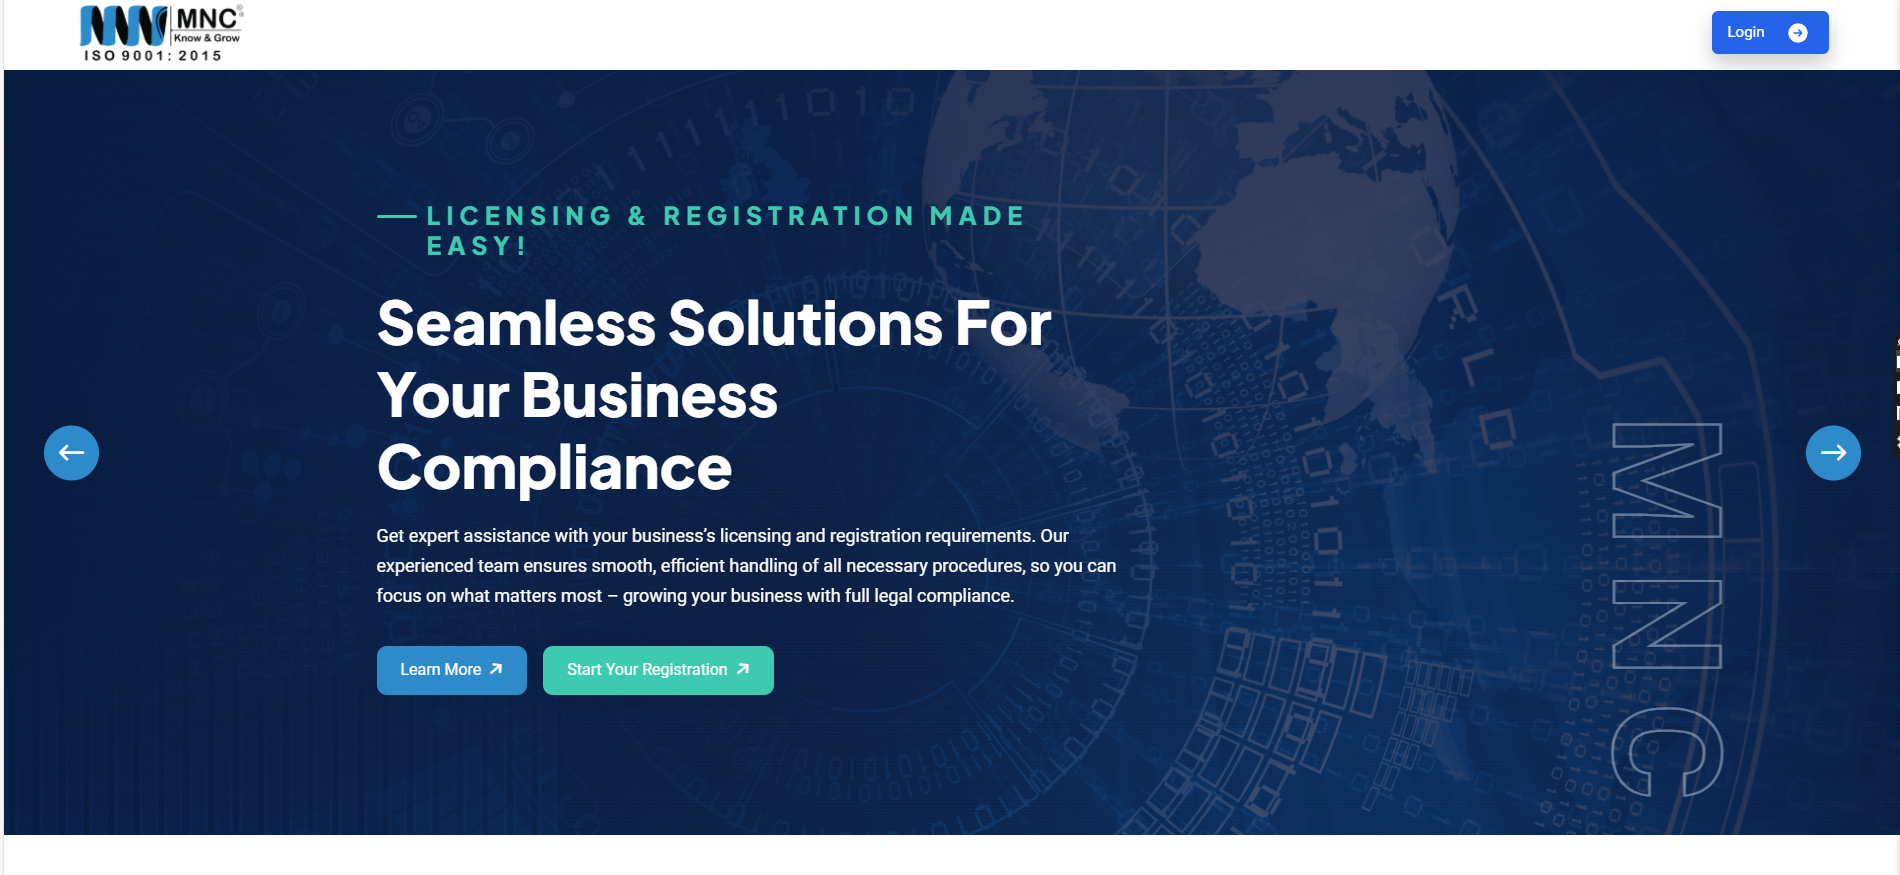 MNC®
Know & Grow
ISO 9001: 2015
Login
LICENSING & REGISTRATION MADE
EASY!
Seamless Solutions For
Your Business
Compliance
Get expert assistance with your business’s licensing and registration requirements. Our
experienced team ensures smooth, efficient handling of all necessary procedures, so you can
focus on what matters most – growing your business with full legal compliance.
Learn More
Start Your Registration
MNC